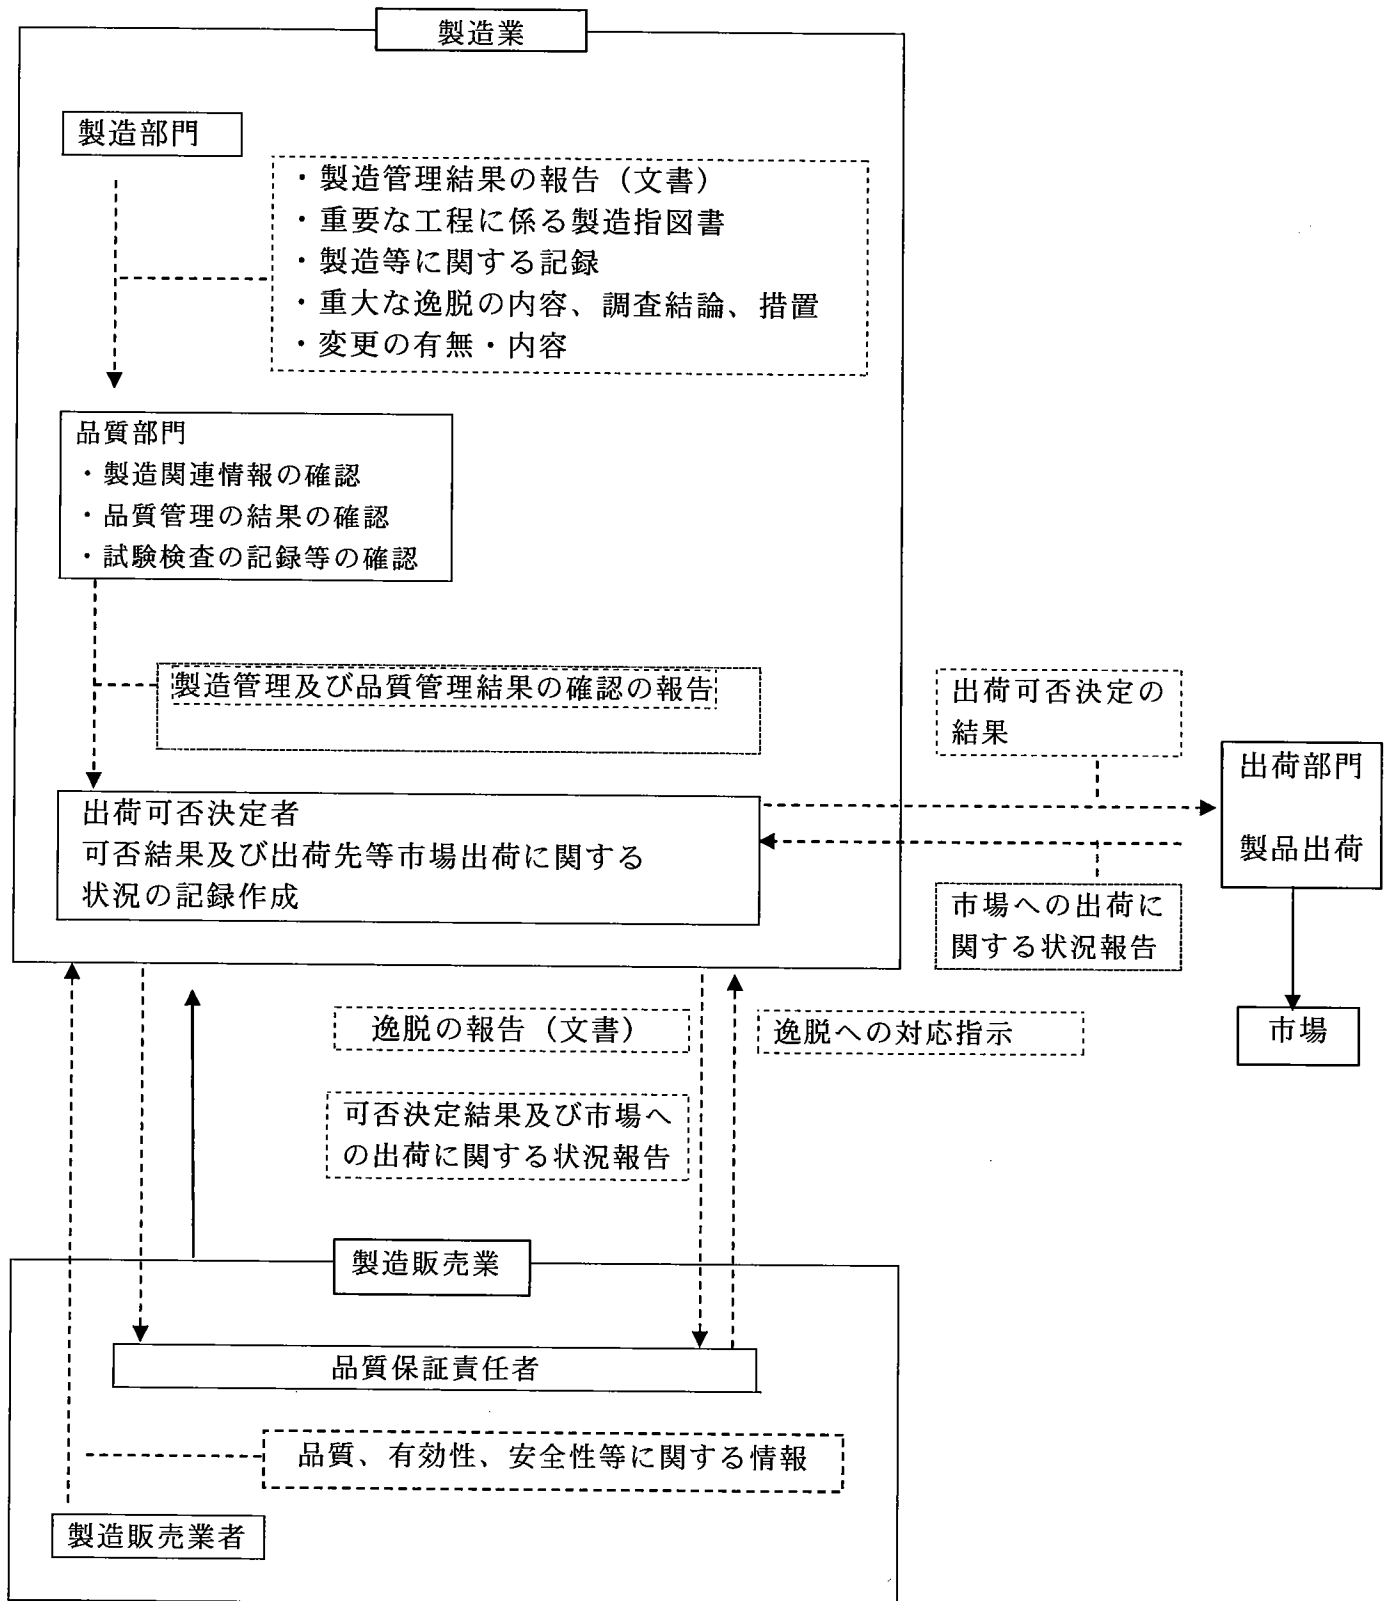 製造業
製造部門
・製造管理結果の報告（文書）
・重要な工程に係る製造指図書
・製造等に関する記録
・重大な逸脱の内容、調査結論、措置
・変更の有無・内容
品質部門
・製造関連情報の確認
・品質管理の結果の確認
・試験検査の記録等の確認
製造管理及び品質管理結果の確認の報告
出荷可否決定の
結果
出荷部門
製品出荷
出荷可否決定者
可否結果及び出荷先等市場出荷に関する
状況の記録作成
市場への出荷に
関する状況報告
市場
逸脱の報告（文書）
逸脱への対応指示
可否決定結果及び市場へ
の出荷に関する状況報告
製造販売業
品質保証責任者
品質、有効性、安全性等に関する情報
製造販売業者